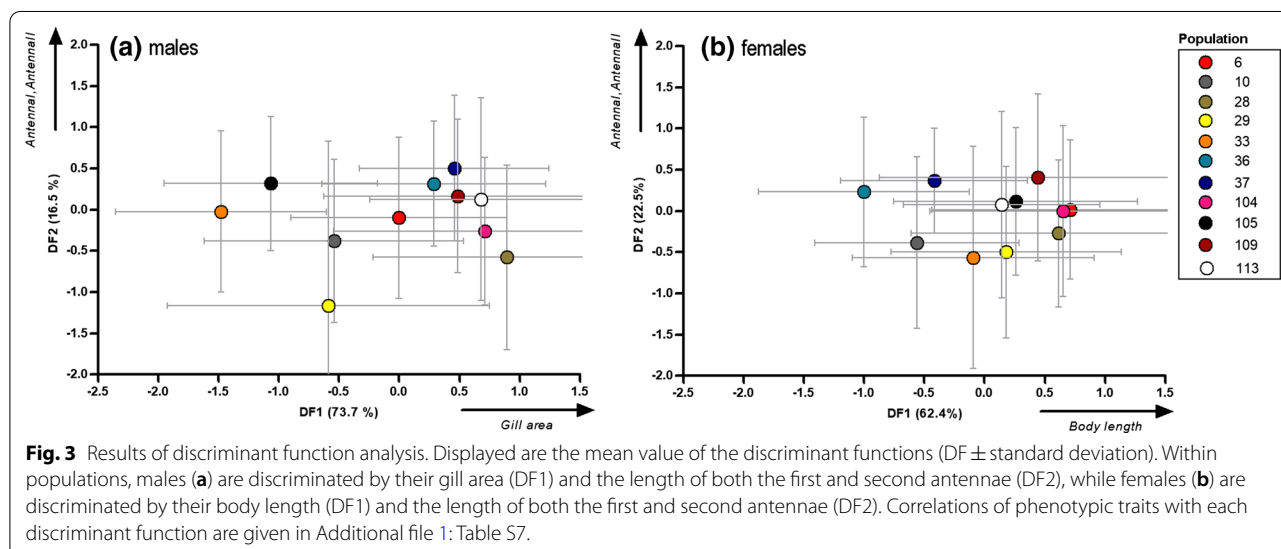 (a) males
AntennaI, AntennaII
DF2 (16.5 %)
2.0
1.5
1.0
0.5
0.0
-0.5
-1.0
-1.5
-2.0
-2.5 -2.0 -1.5 -1.0 -0.5 0.0 0.5 1.0 1.5
DF1 (73.7 %)
Gill area
(b) females
AntennaI, AntennaII
DF2 (22.5%)
2.0
1.5
1.0
0.5
0.0
-0.5
-1.0
-1.5
-2.0
-2.5 -2.0 -1.5 -1.0 -0.5 0.0 0.5 1.0 1.5
DF1 (62.4%)
Body length
Population
6
10
28
29
33
36
37
104
105
109
113
Fig. 3 Results of discriminant function analysis. Displayed are the mean value of the discriminant functions (DF ± standard deviation). Within
populations, males (a) are discriminated by their gill area (DF1) and the length of both the first and second antennae (DF2), while females (b) are
discriminated by their body length (DF1) and the length of both the first and second antennae (DF2). Correlations of phenotypic traits with each
discriminant function are given in Additional file 1: Table S7.